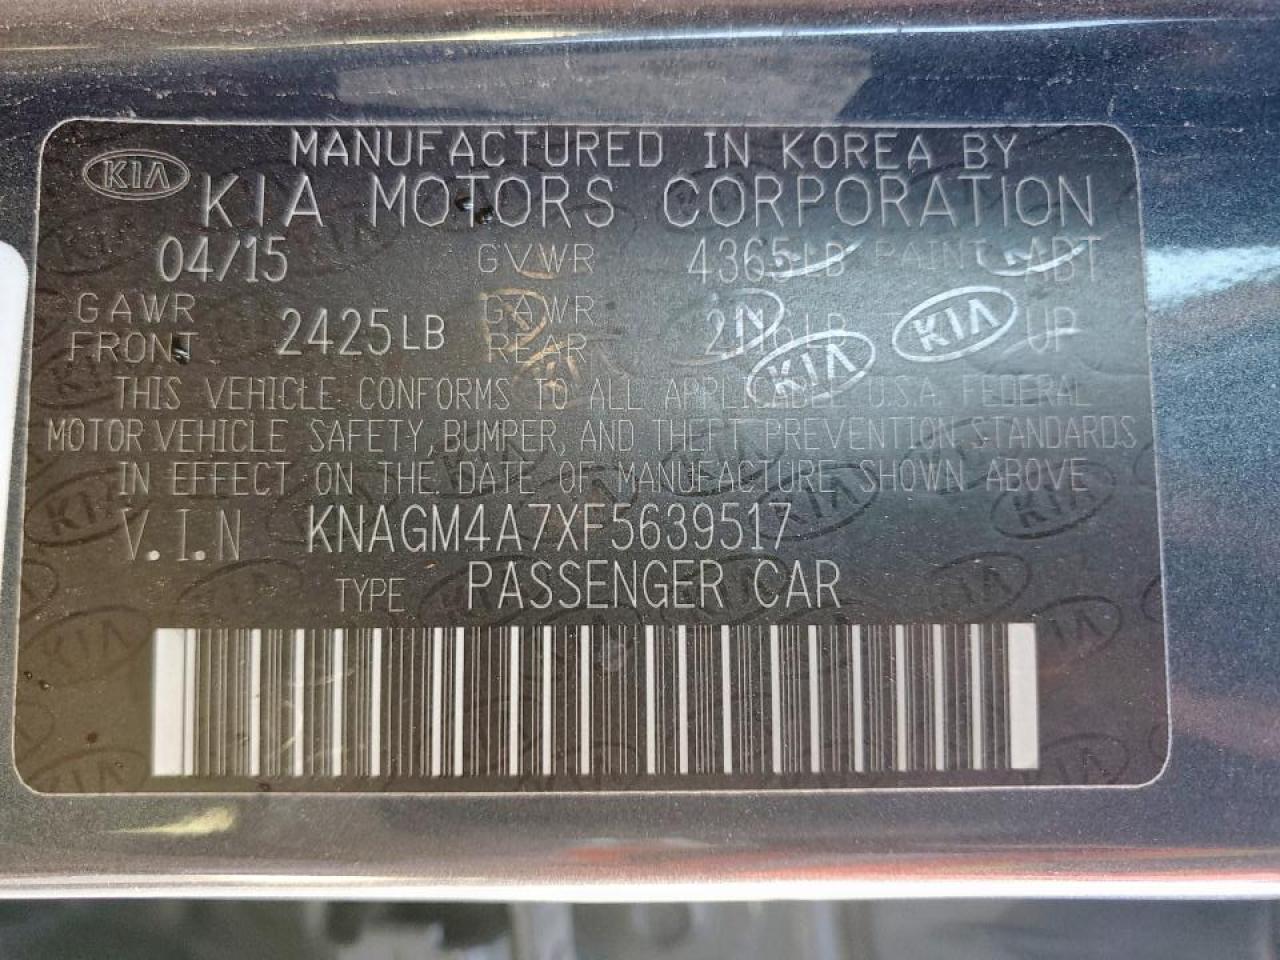 KIA MANUFACTURED IN KOREA BY
KIA MOTORS CORPORATION
04/15 GVWR 4365LB PAINT ABT
GAWR FRONT 2425LB GAWR REAR KIA KIA UP
THIS VEHICLE CONFORMS TO ALL APPLICABLE U.S.A. FEDERAL
MOTOR VEHICLE SAFETY, BUMPER, AND THEFT PREVENTION STANDARDS
IN EFFECT ON THE DATE OF MANUFACTURE SHOWN ABOVE
V.I.N KNAGM4A7XF5639517
TYPE PASSENGER CAR